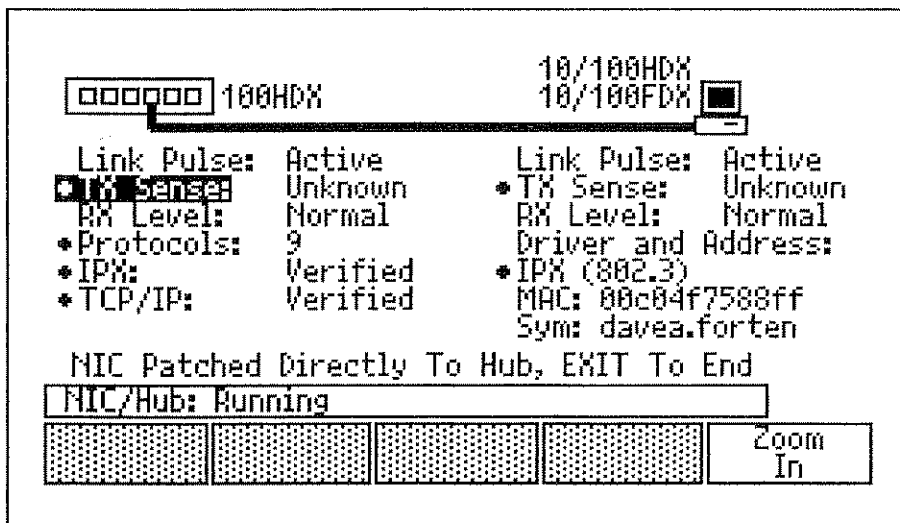 10/100HDX
100HDX 10/100FDX
Link Pulse: Active Link Pulse: Active
TX Sense: Unknown TX Sense: Unknown
RX Level: Normal RX Level: Normal
Protocols: 9 Driver and Address:
IPX: Verified IPX (802.3)
TCP/IP: Verified MAC: 00c04f7588ff
Sym: davea.forten
NIC Patched Directly To Hub, EXIT To End
NIC/Hub: Running
Zoom
In